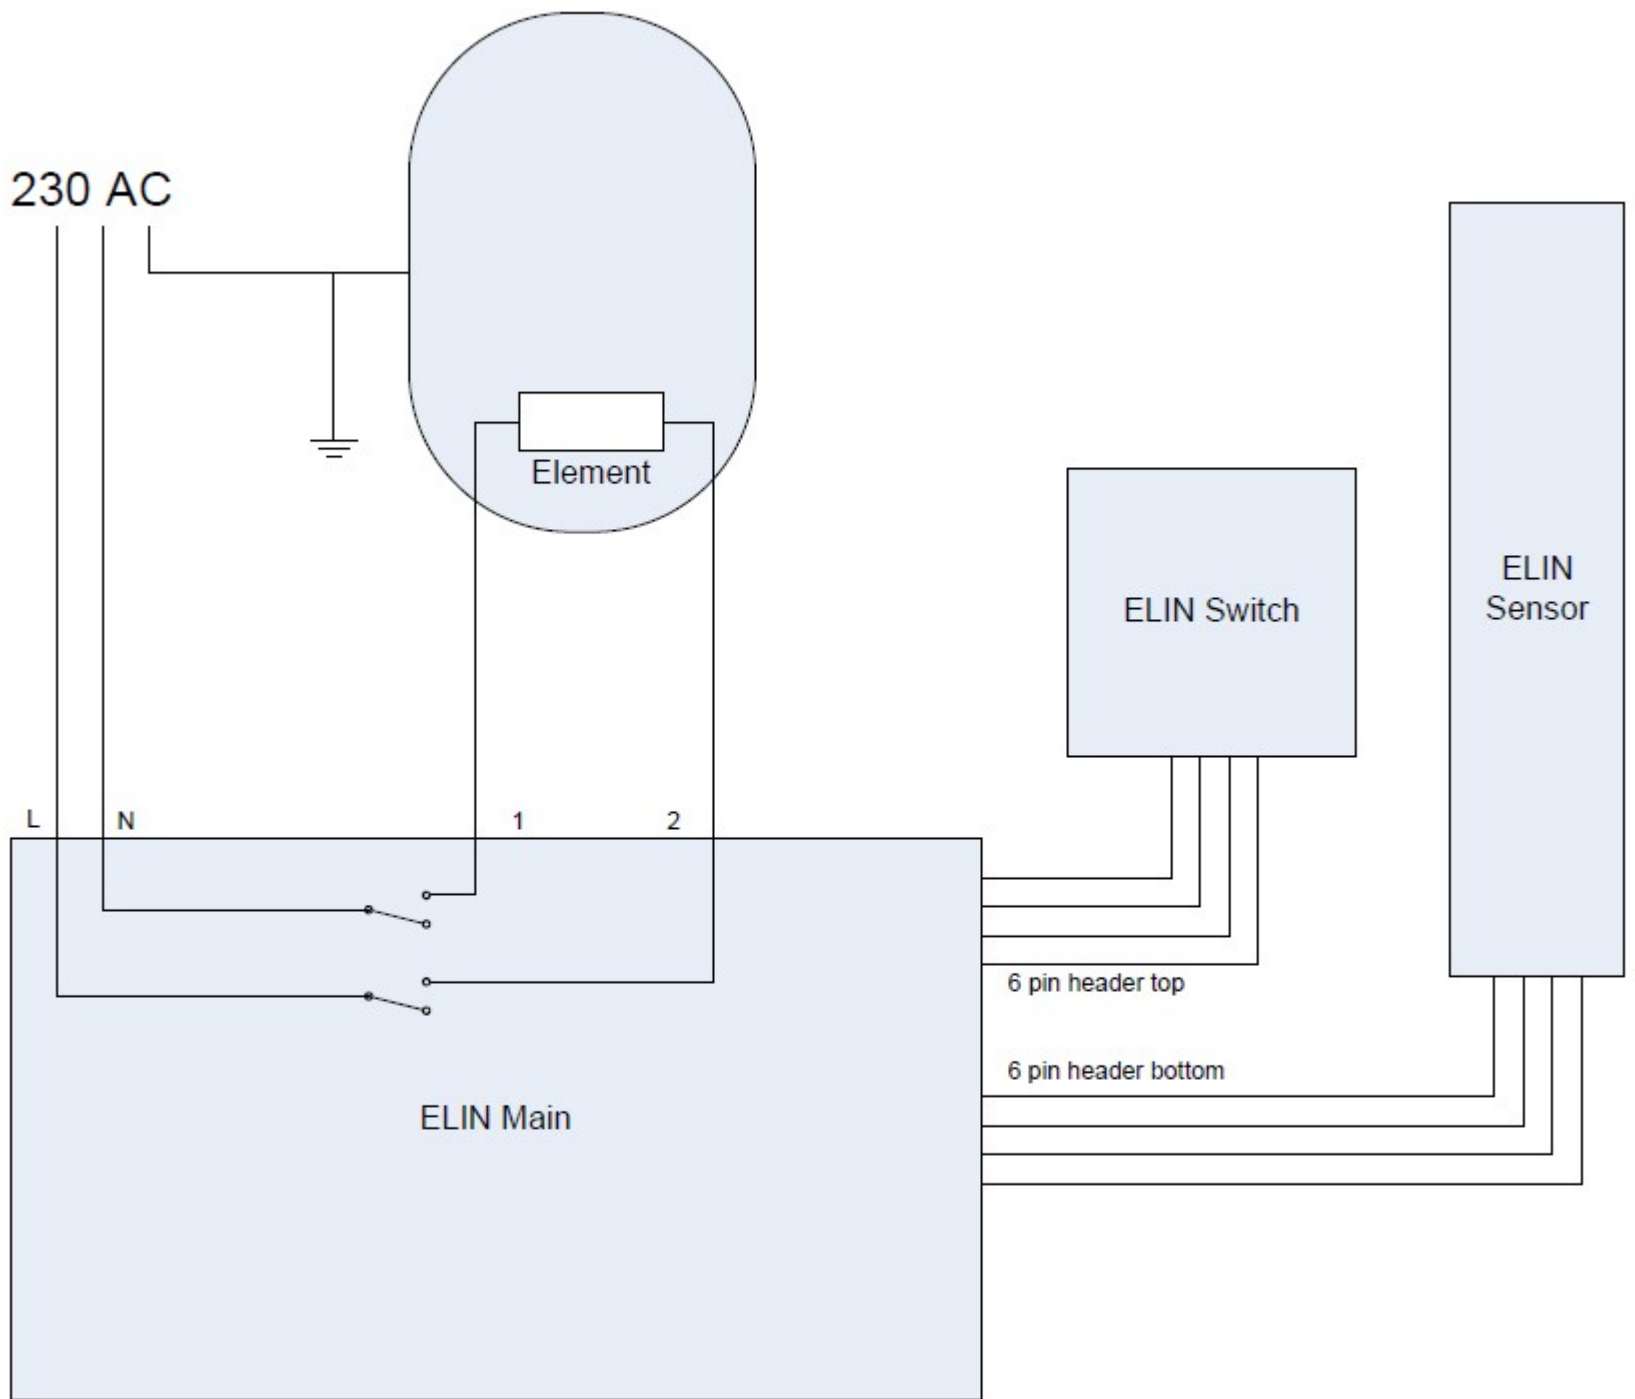 230 AC
Element
ELIN Switch
ELIN
Sensor
L
N
1
2
6 pin header top
6 pin header bottom
ELIN Main